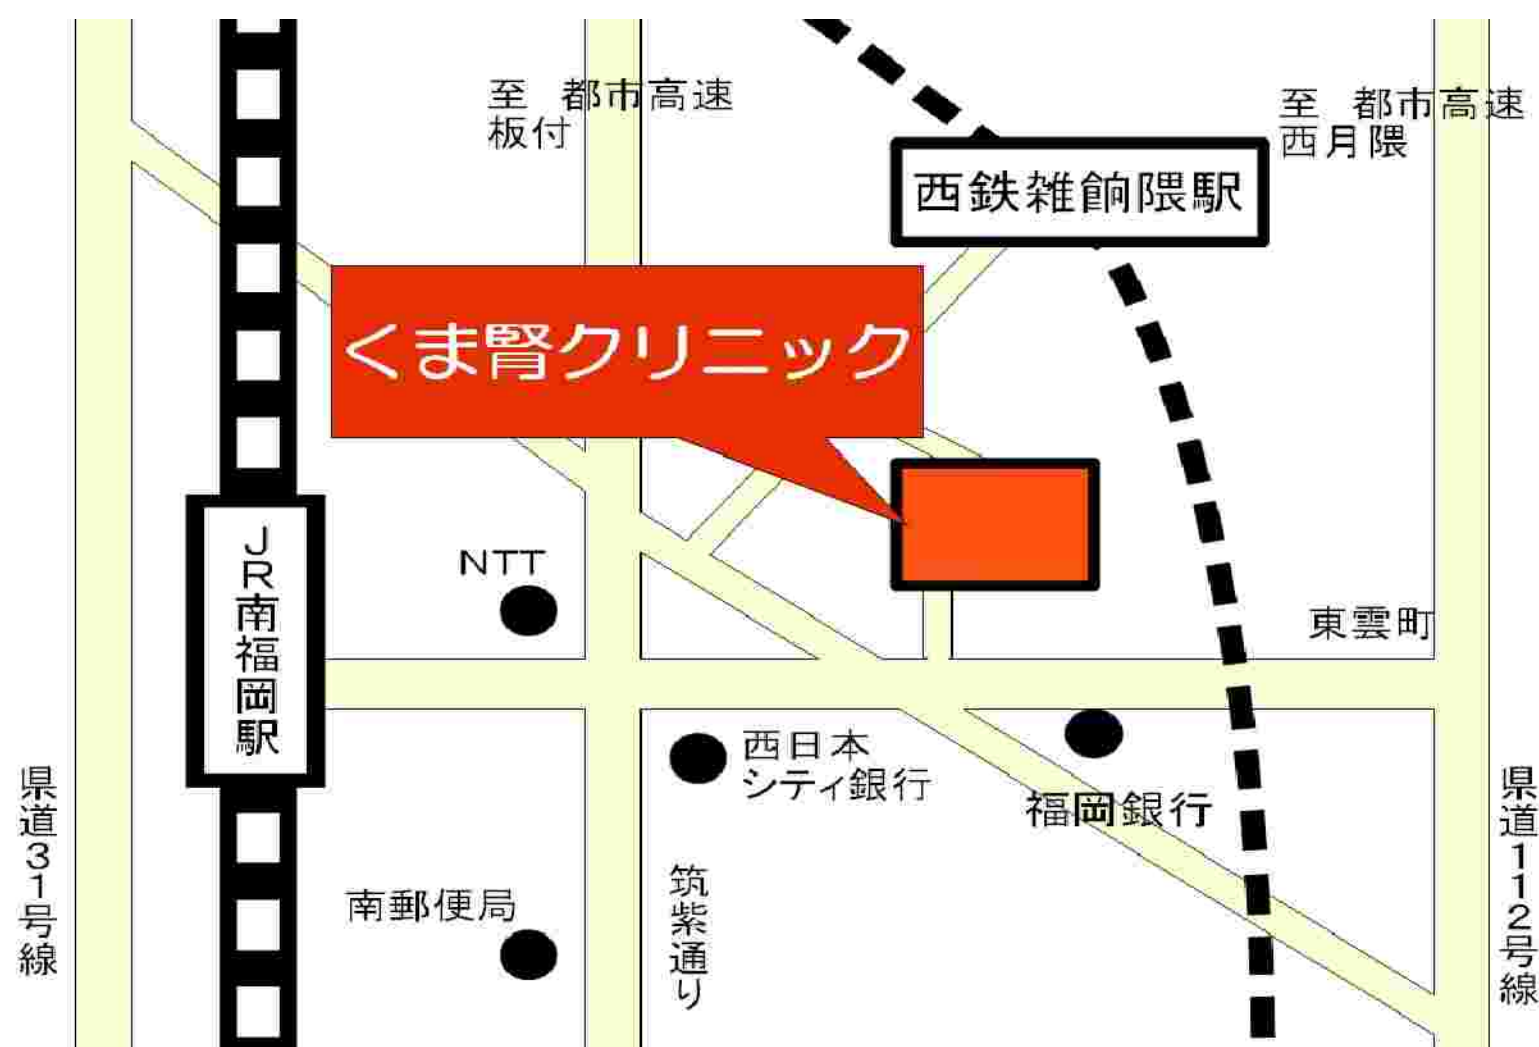 至 都市高速
板付
至 都市高速
西月隈
西鉄雑餉隈駅
くま腎クリニック
JR南福岡駅
NTT
東雲町
西日本
シティ銀行
福岡銀行
県道31号線
県道112号線
南郵便局
筑紫通り